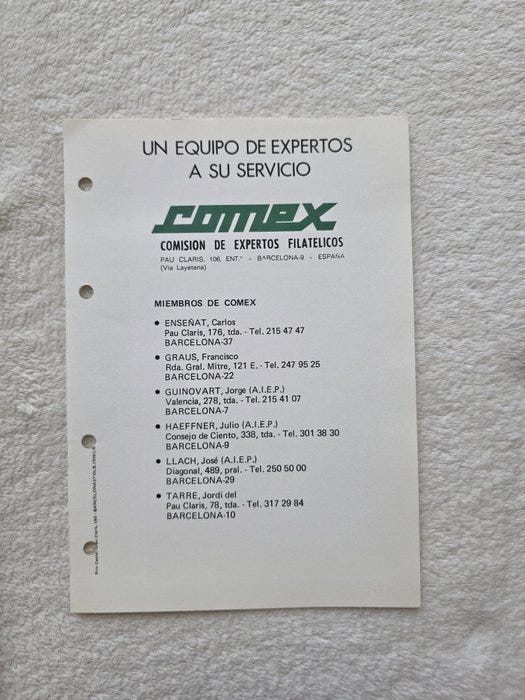 UN EQUIPO DE EXPERTOS
A SU SERVICIO
comex
COMISION DE EXPERTOS FILATELICOS
PAU CLARIS, 106, ENT.° - BARCELONA-9 - ESPAÑA
(Vía Layetana)
MIEMBROS DE COMEX
• ENSEÑAT, Carlos
Pau Claris, 176, tda. - Tel. 215 47 47
BARCELONA-37
• GRAUS, Francisco
Rda. Gral. Mitre, 121 E. - Tel. 247 95 25
BARCELONA-22
• GUINOVART, Jorge (A.I.E.P.)
Valencia, 278, tda. - Tel. 215 41 07
BARCELONA-7
• HAEFFNER, Julio (A.I.E.P.)
Consejo de Ciento, 338, tda. - Tel. 301 38 30
BARCELONA-9
• LLACH, José (A.I.E.P.)
Diagonal, 489, pral. - Tel. 250 50 00
BARCELONA-29
• TARRE, Jordi del
Pau Claris, 78, tda. - Tel. 317 29 84
BARCELONA-10